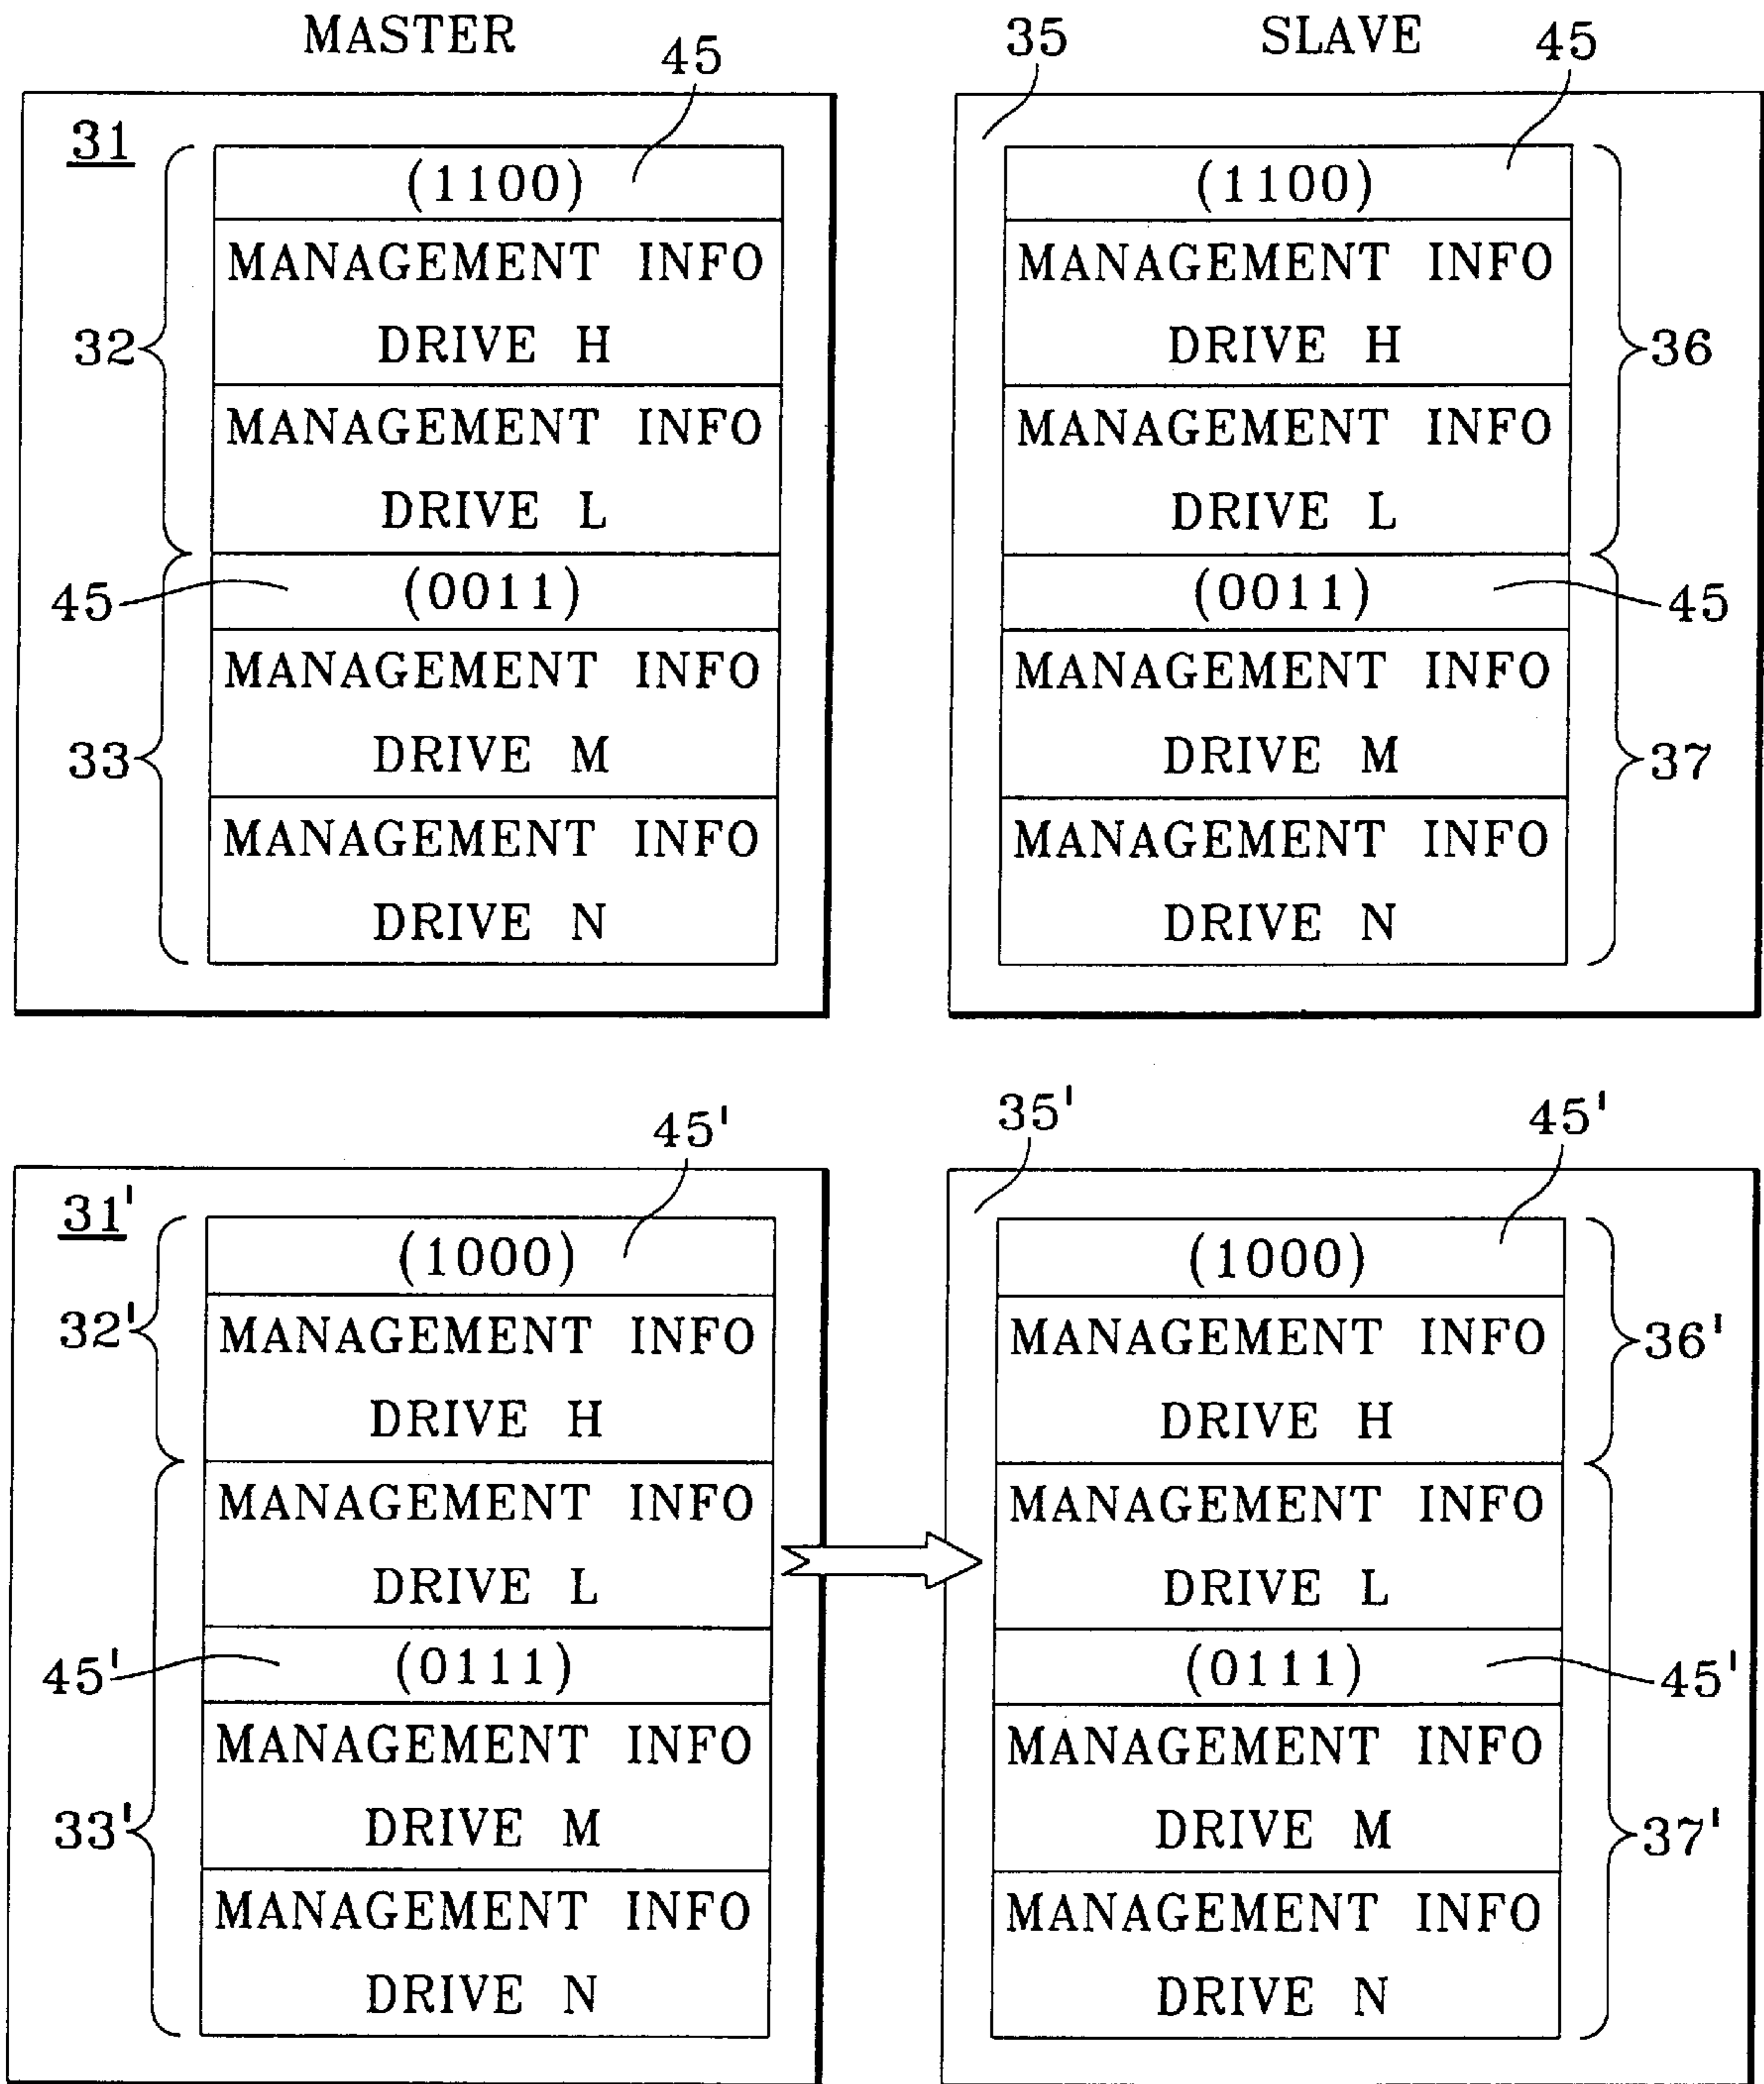 MASTER
45
31
(1100)
MANAGEMENT INFO
DRIVE H
32
MANAGEMENT INFO
DRIVE L
45
(0011)
MANAGEMENT INFO
DRIVE M
33
MANAGEMENT INFO
DRIVE N
35
SLAVE
45
(1100)
MANAGEMENT INFO
DRIVE H
36
MANAGEMENT INFO
DRIVE L
(0011)
45
MANAGEMENT INFO
DRIVE M
37
MANAGEMENT INFO
DRIVE N
45'
31'
(1000)
32'
MANAGEMENT INFO
DRIVE H
MANAGEMENT INFO
DRIVE L
45'
(0111)
MANAGEMENT INFO
DRIVE M
33'
MANAGEMENT INFO
DRIVE N
35'
45'
(1000)
MANAGEMENT INFO
36'
DRIVE H
MANAGEMENT INFO
DRIVE L
(0111)
45'
MANAGEMENT INFO
DRIVE M
37'
MANAGEMENT INFO
DRIVE N